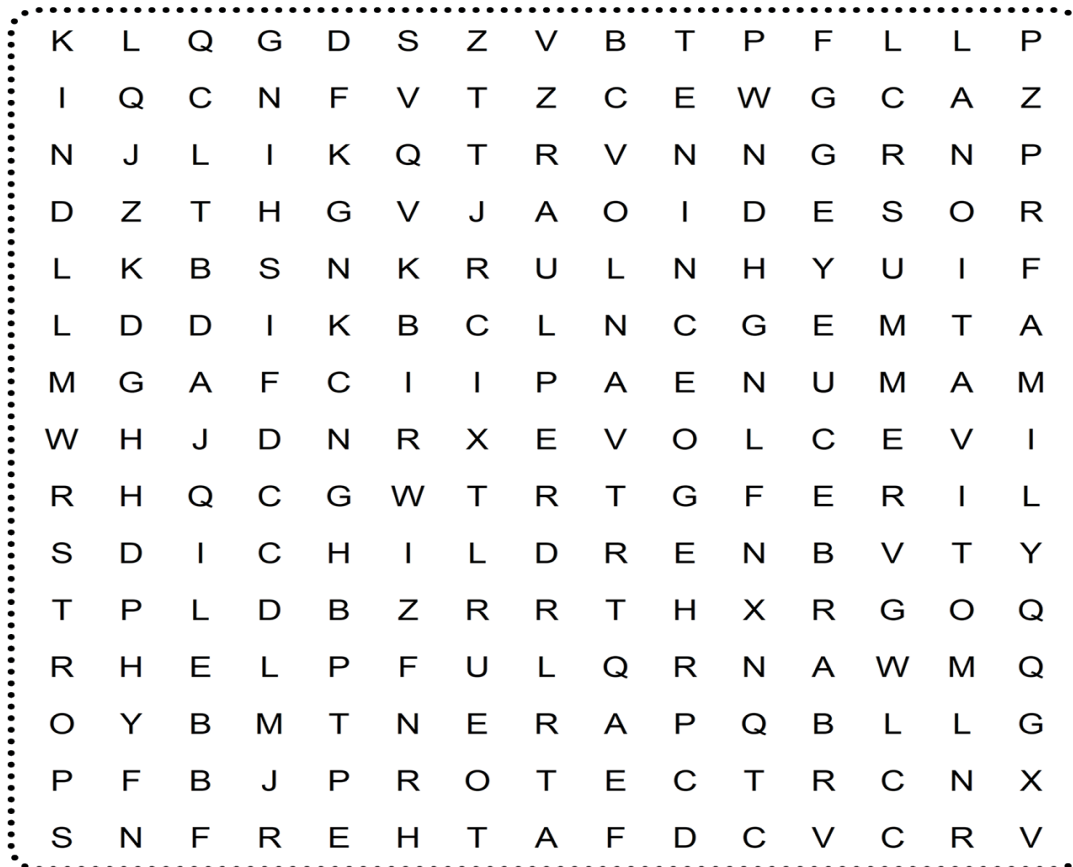 K L Q G D S Z V B T P F L L P
I Q C N F V T Z C E W G C A Z
N J L I K Q T R V N N G R N P
D Z T H G V J A O I D E S O R
L K B S N K R U L N H Y U I F
L D D I K B C L N C G E M T A
M G A F C I I P A E N U M A M
W H J D N R X E V O L C E V I
R H Q C G W T R T G F E R I L
S D I C H I L D R E N B V T Y
T P L D B Z R R T H X R G O Q
R H E L P F U L Q R N A W M Q
O Y B M T N E R A P Q B L L G
P F B J P R O T E C T R C N X
S N F R E H T A F D C V C R V